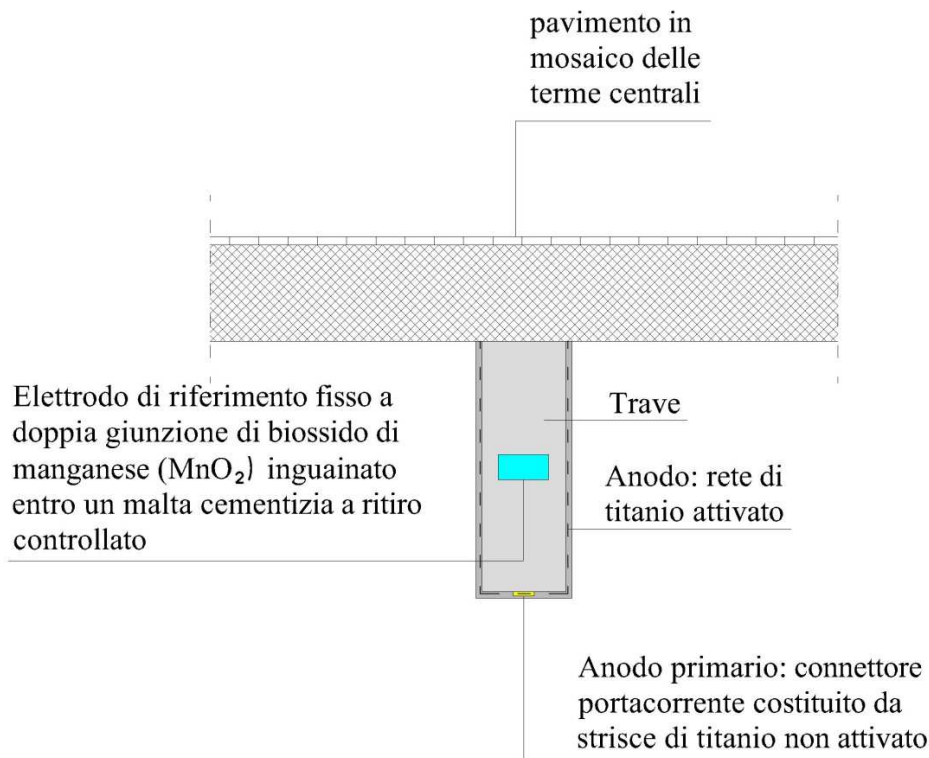 pavimento in
mosaico delle
terme centrali
Elettrodo di riferimento fisso a
doppia giunzione di biossido di
manganese (MnO₂) inguainato
entro un malta cementizia a ritiro
controllato
Trave
Anodo: rete di
titanio attivato
Anodo primario: connettore
portacorrente costituito da
strisce di titanio non attivato